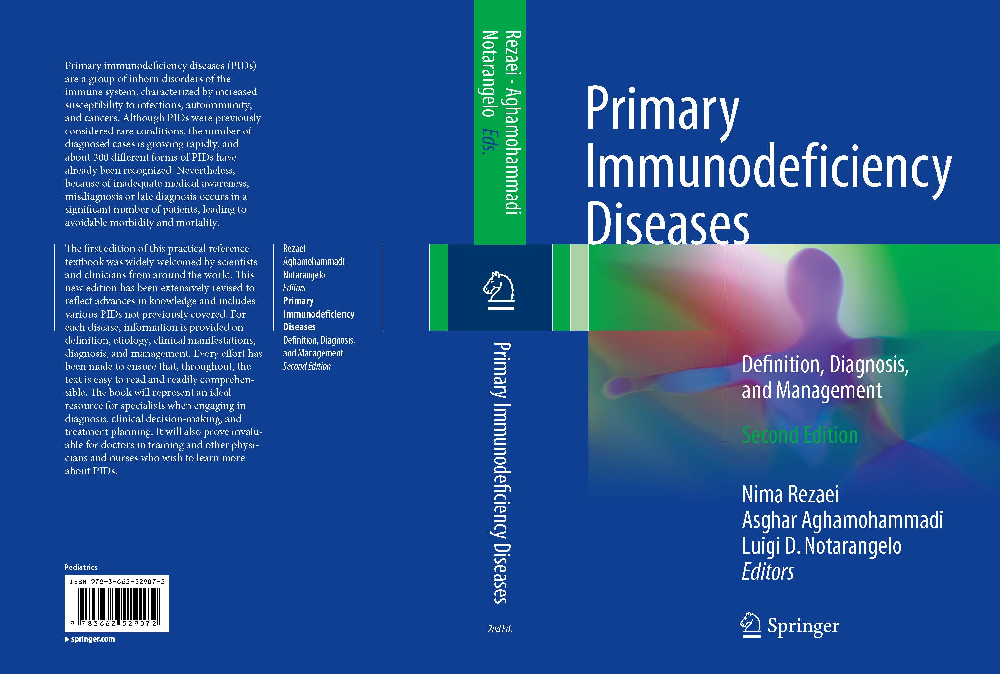 Primary immunodeficiency diseases (PIDs)
are a group of inborn disorders of the
immune system, characterized by increased
susceptibility to infections, autoimmunity,
and cancers. Although PIDs were previously
considered rare conditions, the number of
diagnosed cases is growing rapidly, and
about 300 different forms of PIDs have
already been recognized. Nevertheless,
because of inadequate medical awareness,
misdiagnosis or late diagnosis occurs in a
significant number of patients, leading to
avoidable morbidity and mortality.
The first edition of this practical reference
textbook was widely welcomed by scientists
and clinicians from around the world. This
new edition has been extensively revised to
reflect advances in knowledge and includes
various PIDs not previously covered. For
each disease, information is provided on
definition, etiology, clinical manifestations,
diagnosis, and management. Every effort has
been made to ensure that, throughout, the
text is easy to read and readily comprehen-
sible. The book will represent an ideal
resource for specialists when engaging in
diagnosis, clinical decision-making, and
treatment planning. It will also prove invalu-
able for doctors in training and other physi-
cians and nurses who wish to learn more
about PIDs.
Rezaei
Aghamohammadi
Notarangelo
Editors
Primary
Immunodeficiency
Diseases
Definition, Diagnosis,
and Management
Second Edition
Pediatrics
ISBN 978-3-662-52907-2
9 783662 529072
springer.com
Rezaei · Aghamohammadi
Notarangelo Eds.
Primary Immunodeficiency Diseases
2nd Ed.
Primary
Immunodeficiency
Diseases
Definition, Diagnosis,
and Management
Second Edition
Nima Rezaei
Asghar Aghamohammadi
Luigi D. Notarangelo
Editors
Springer